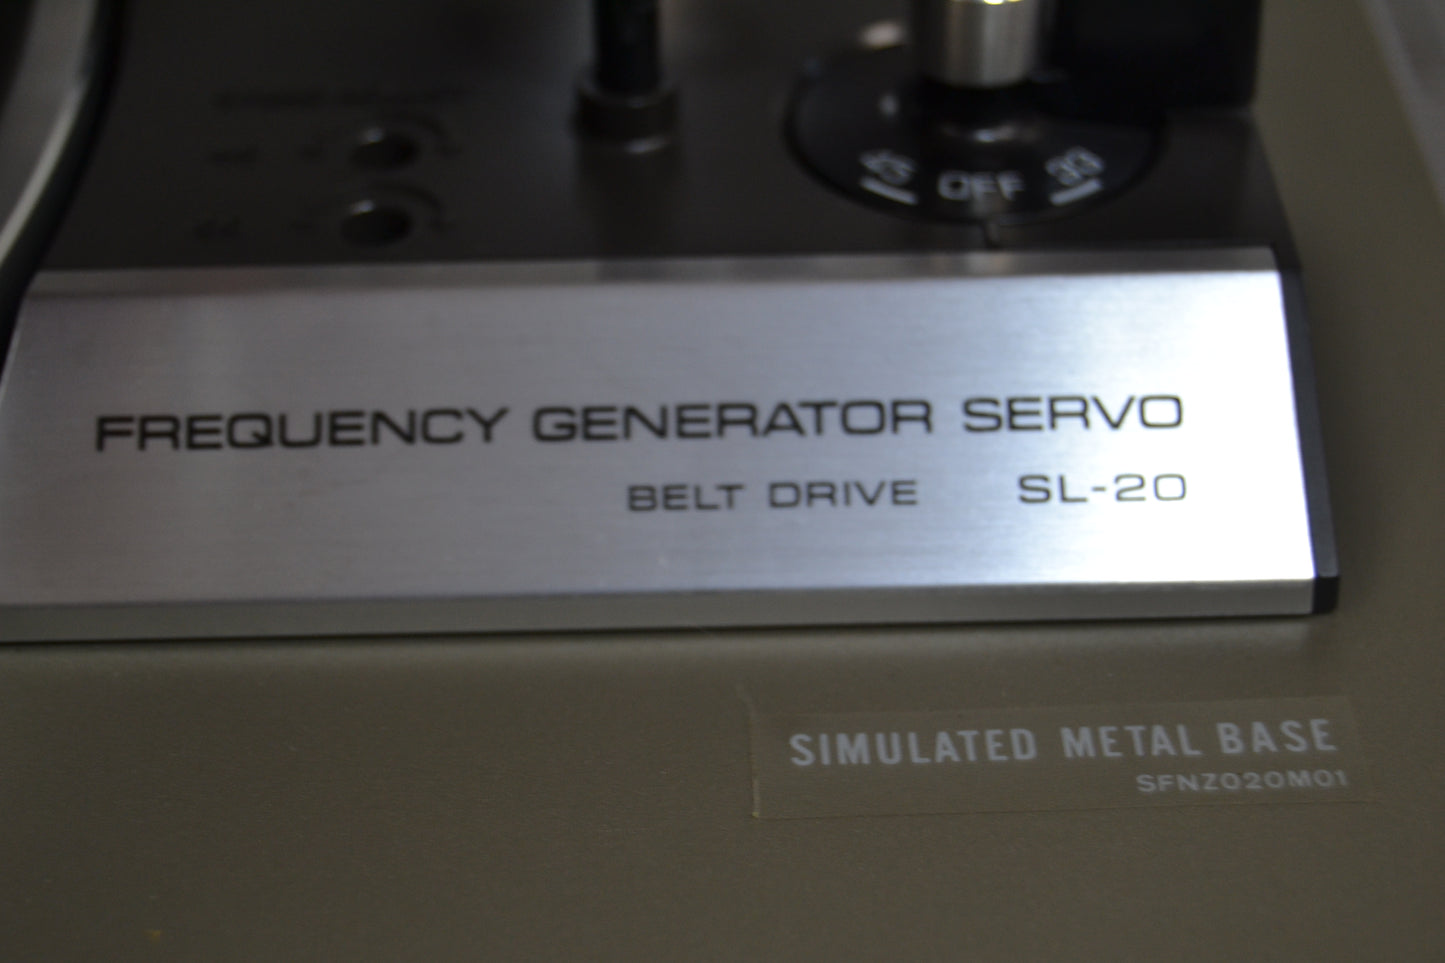 45 OFF 33
FREQUENCY GENERATOR SERVO
BELT DRIVE SL-20
SIMULATED METAL BASE
SFNZ020M01